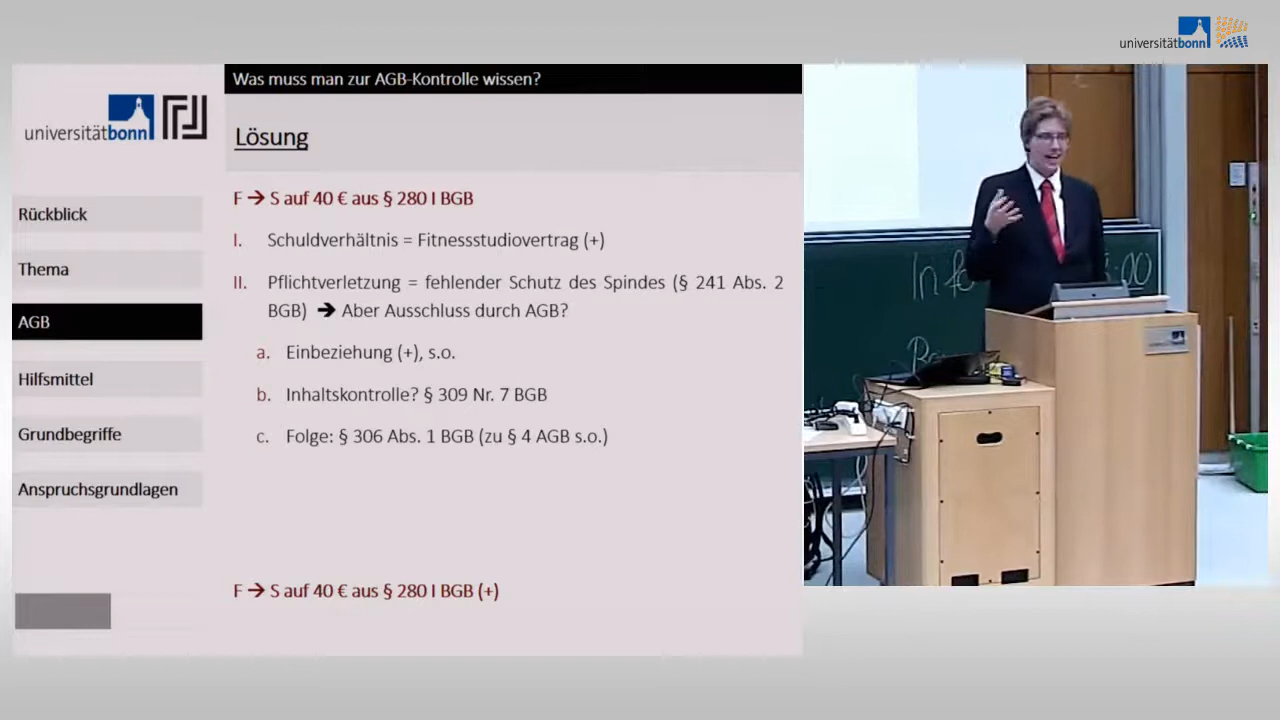 universitätbonn
Was muss man zur AGB-Kontrolle wissen?
universitätbonn
Lösung
Rückblick
Thema
AGB
Hilfsmittel
Grundbegriffe
Anspruchsgrundlagen
F → S auf 40 € aus § 280 I BGB
I. Schuldverhältnis = Fitnessstudiovertrag (+)
II. Pflichtverletzung = fehlender Schutz des Spindes (§ 241 Abs. 2
BGB) → Aber Ausschluss durch AGB?
a. Einbeziehung (+), s.o.
b. Inhaltskontrolle? § 309 Nr. 7 BGB
c. Folge: § 306 Abs. 1 BGB (zu § 4 AGB s.o.)
F → S auf 40 € aus § 280 I BGB (+)